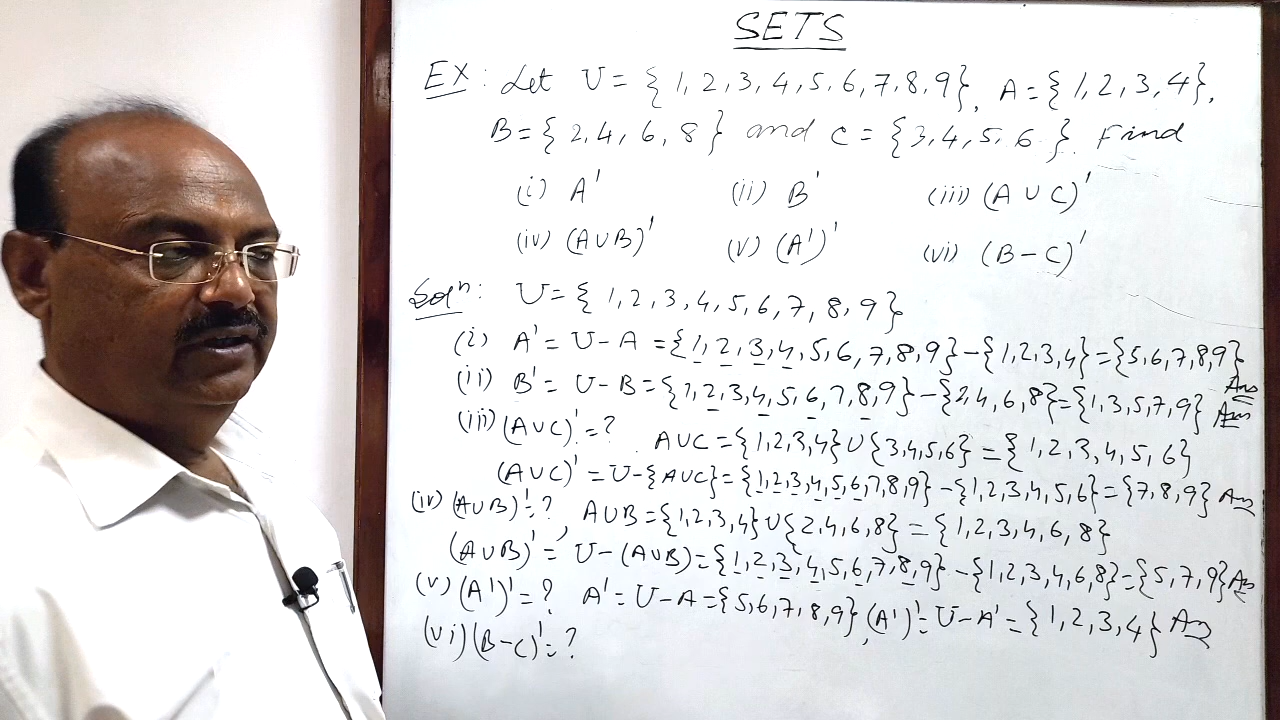 SETS
EX: Let U = {1, 2, 3, 4, 5, 6, 7, 8, 9}, A = {1, 2, 3, 4},
B = {2, 4, 6, 8} and C = {3, 4, 5, 6}. Find
(i) A' (ii) B' (iii) (A ∪ C)'
(iv) (A ∪ B)' (v) (A')' (vi) (B - C)'
Solⁿ: U = {1, 2, 3, 4, 5, 6, 7, 8, 9}
(i) A' = U - A = {1, 2, 3, 4, 5, 6, 7, 8, 9} - {1, 2, 3, 4} = {5, 6, 7, 8, 9} Ans
(ii) B' = U - B = {1, 2, 3, 4, 5, 6, 7, 8, 9} - {2, 4, 6, 8} = {1, 3, 5, 7, 9} Ans
(iii) (A∪C)' = ? A∪C = {1, 2, 3, 4} ∪ {3, 4, 5, 6} = {1, 2, 3, 4, 5, 6}
(A∪C)' = U - {A∪C} = {1, 2, 3, 4, 5, 6, 7, 8, 9} - {1, 2, 3, 4, 5, 6} = {7, 8, 9} Ans
(iv) (A∪B)' = ?, A∪B = {1, 2, 3, 4} ∪ {2, 4, 6, 8} = {1, 2, 3, 4, 6, 8}
(A∪B)' = U - (A∪B) = {1, 2, 3, 4, 5, 6, 7, 8, 9} - {1, 2, 3, 4, 6, 8} = {5, 7, 9} Ans
(v) (A')' = ? A' = U - A = {5, 6, 7, 8, 9}, (A')' = U - A' = {1, 2, 3, 4} Ans
(vi) (B - C)' = ?